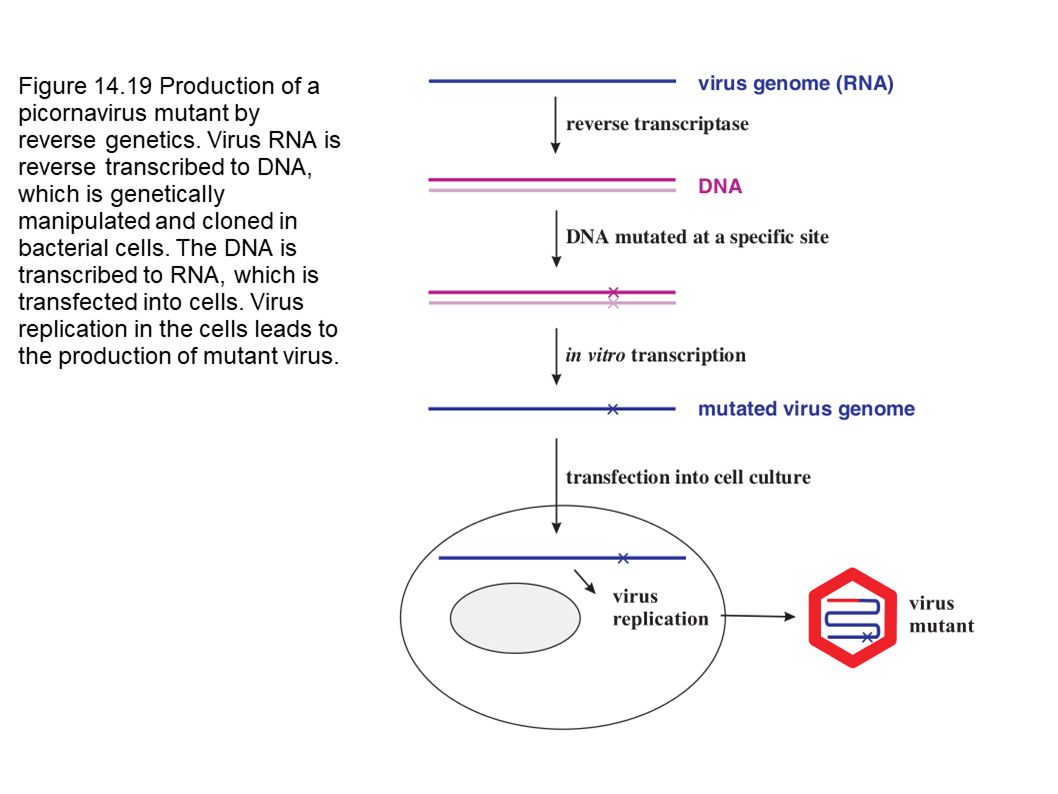 Figure 14.19 Production of a
picornavirus mutant by
reverse genetics. Virus RNA is
reverse transcribed to DNA,
which is genetically
manipulated and cloned in
bacterial cells. The DNA is
transcribed to RNA, which is
transfected into cells. Virus
replication in the cells leads to
the production of mutant virus.
virus genome (RNA)
reverse transcriptase
DNA
DNA mutated at a specific site
in vitro transcription
mutated virus genome
transfection into cell culture
virus
replication
virus
mutant